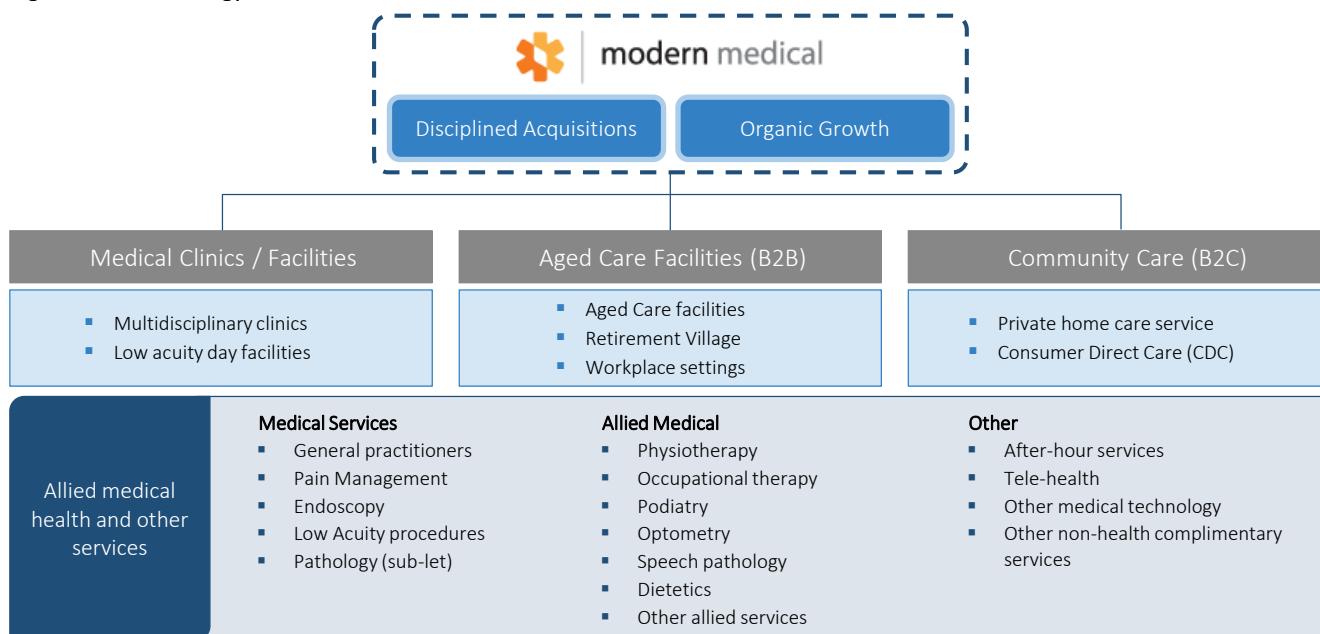 modern medical
Disciplined Acquisitions
Organic Growth
Medical Clinics / Facilities
Aged Care Facilities (B2B)
Community Care (B2C)
▪ Multidisciplinary clinics
▪ Low acuity day facilities
▪ Aged Care facilities
▪ Retirement Village
▪ Workplace settings
▪ Private home care service
▪ Consumer Direct Care (CDC)
Allied medical
health and other
services
Medical Services
▪ General practitioners
▪ Pain Management
▪ Endoscopy
▪ Low Acuity procedures
▪ Pathology (sub-let)
Allied Medical
▪ Physiotherapy
▪ Occupational therapy
▪ Podiatry
▪ Optometry
▪ Speech pathology
▪ Dietetics
▪ Other allied services
Other
▪ After-hour services
▪ Tele-health
▪ Other medical technology
▪ Other non-health complimentary
services